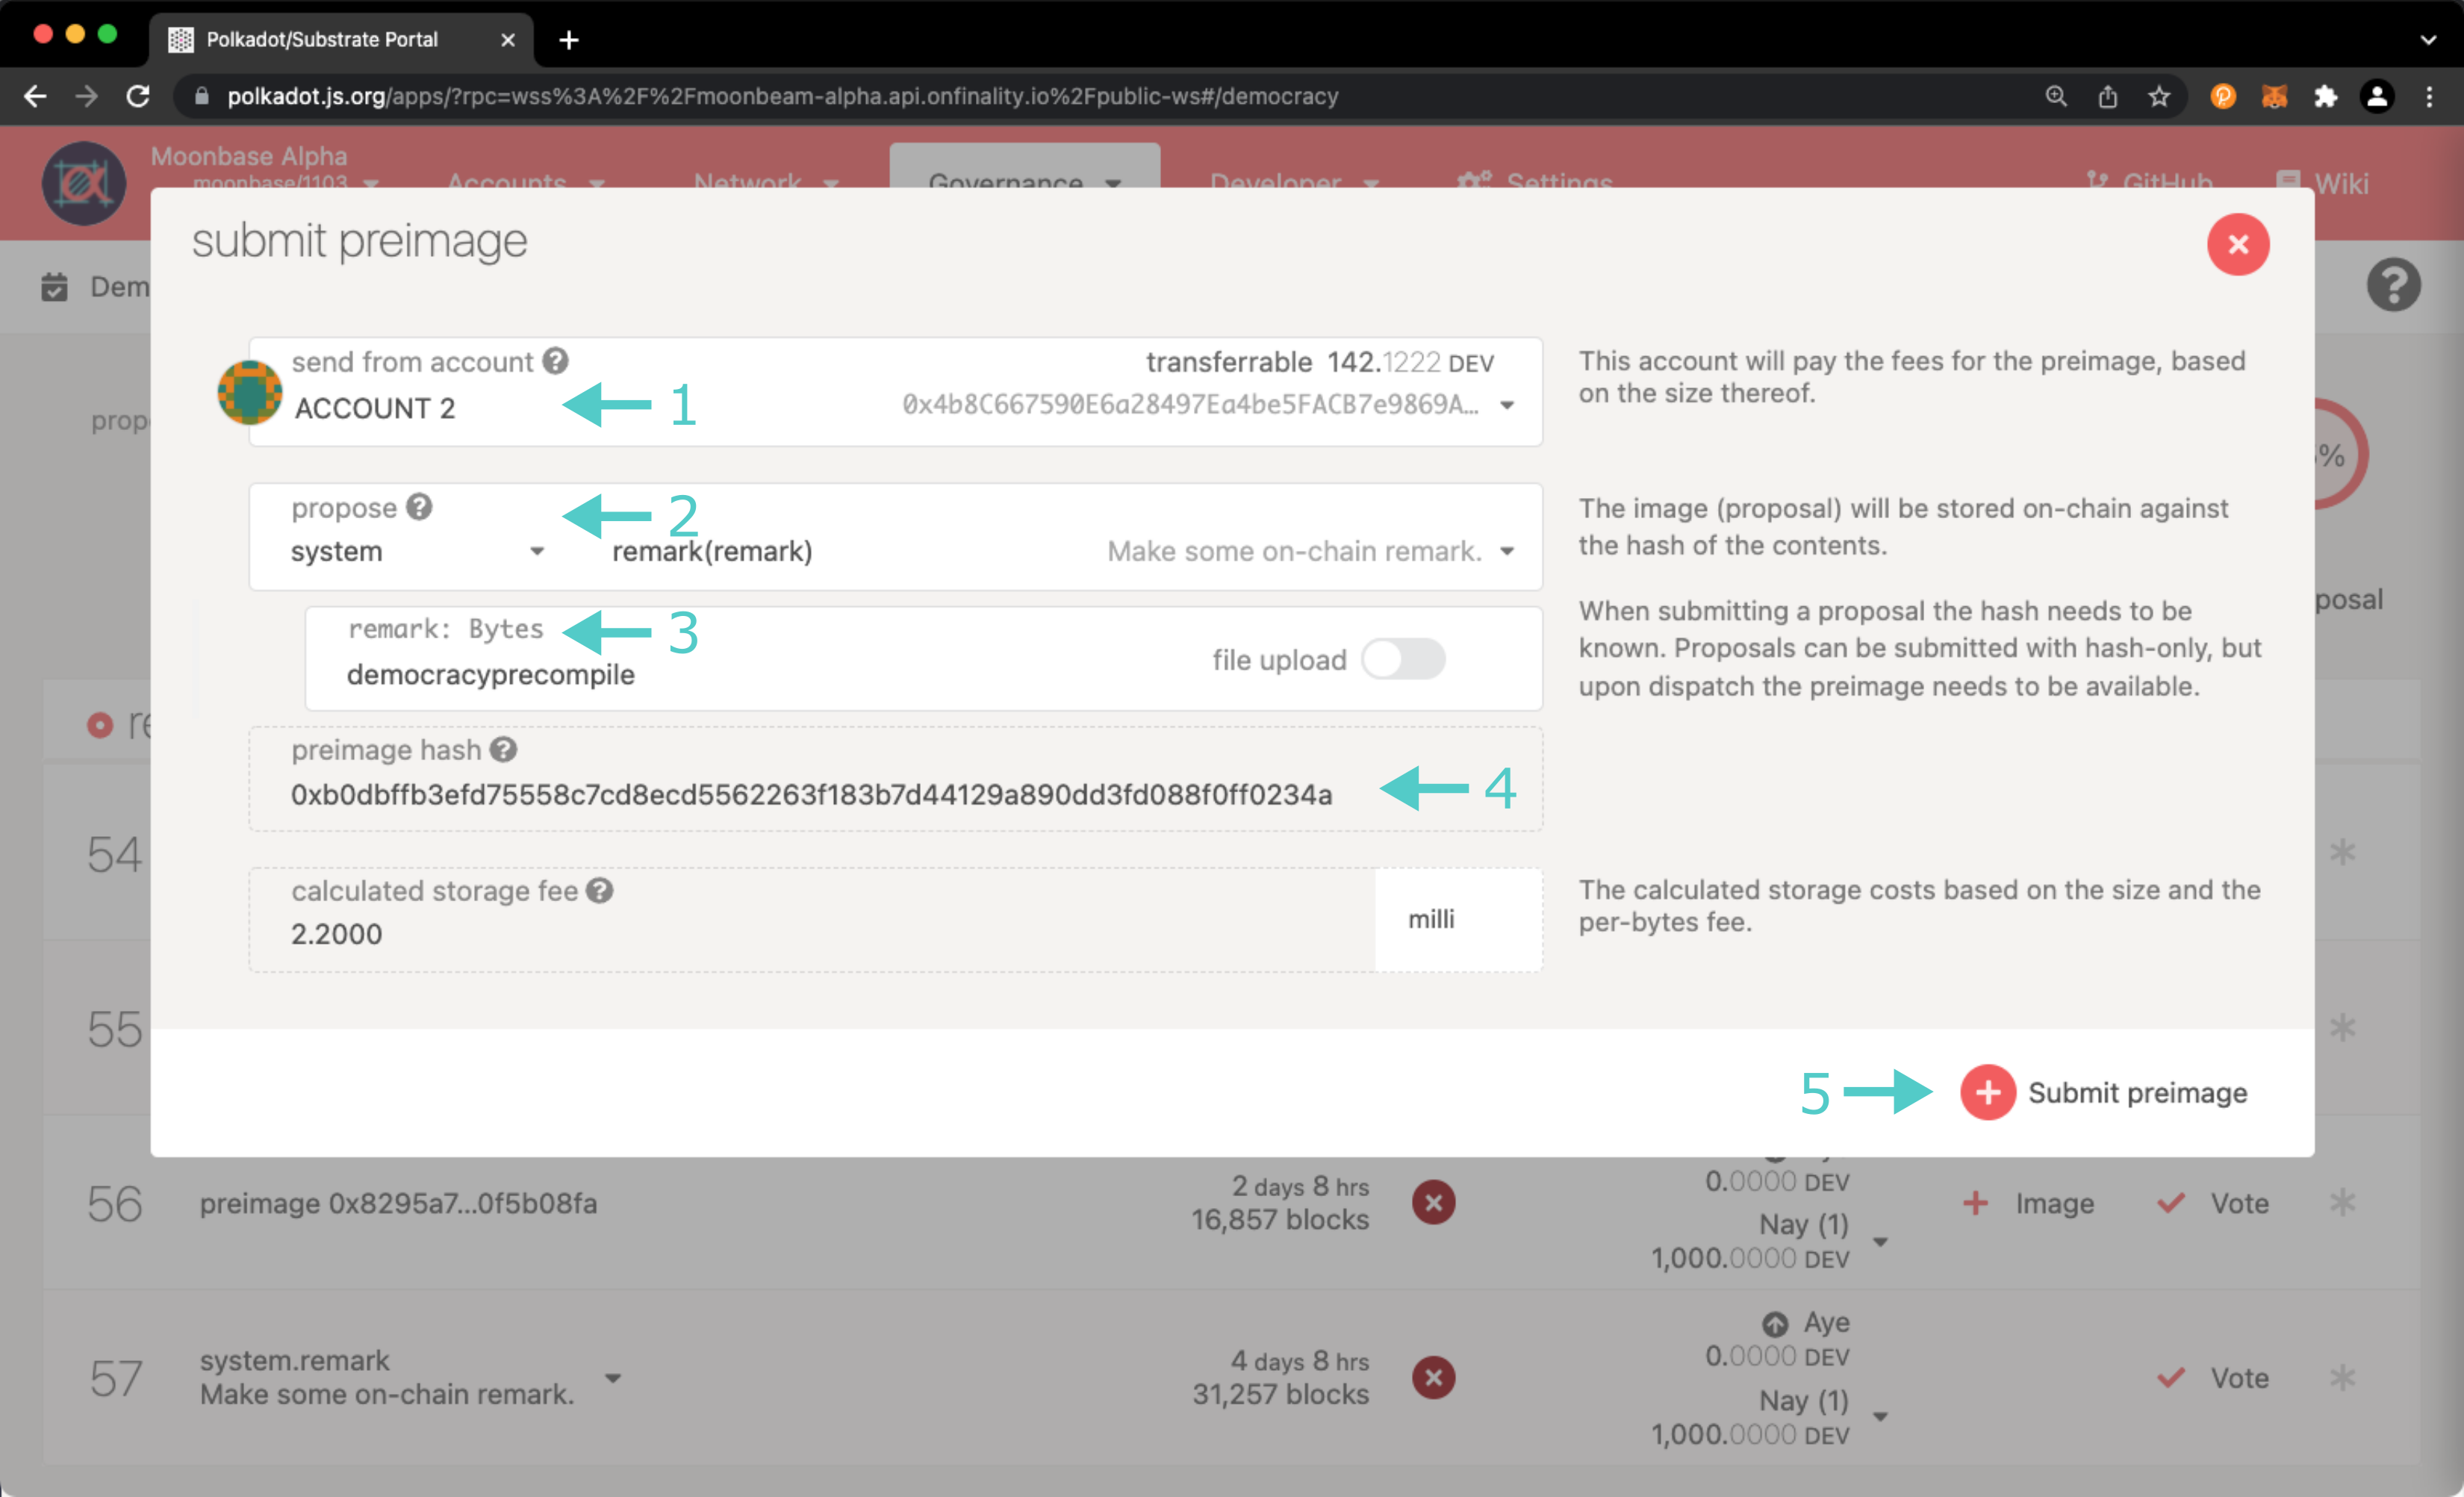 Polkadot/Substrate Portal
polkadot.js.org/apps/?rpc=wss%3A%2F%2Fmoonbeam-alpha.api.onfinality.io%2Fpublic-ws#/democracy
Moonbase Alpha
moonbase/1103
Accounts
Network
Governance
Developer
Settings
GitHub
Wiki
submit preimage
Dem
send from account
transferrable 142.1222 DEV
ACCOUNT 2
1
0x4b8C667590E6a28497Ea4be5FACB7e9869A...
This account will pay the fees for the preimage, based
on the size thereof.
prop
%
propose
2
system
remark(remark)
Make some on-chain remark.
The image (proposal) will be stored on-chain against
the hash of the contents.
remark: Bytes
3
democracyprecompile
file upload
When submitting a proposal the hash needs to be
known. Proposals can be submitted with hash-only, but
upon dispatch the preimage needs to be available.
posal
re
preimage hash
0xb0dbffb3efd75558c7cd8ecd5562263f183b7d44129a890dd3fd088f0ff0234a
4
54
calculated storage fee
2.2000
milli
The calculated storage costs based on the size and the
per-bytes fee.
55
5
Submit preimage
56
preimage 0x8295a7...0f5b08fa
2 days 8 hrs
16,857 blocks
0.0000 DEV
Nay (1)
1,000.0000 DEV
Image
Vote
57
system.remark
Make some on-chain remark.
4 days 8 hrs
31,257 blocks
Aye
0.0000 DEV
Nay (1)
1,000.0000 DEV
Vote